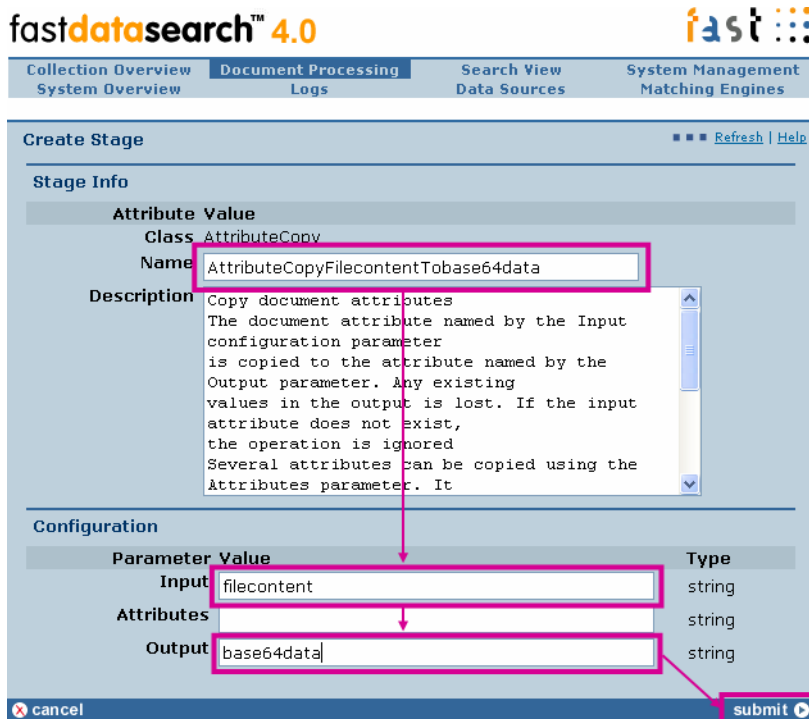 fastdatasearch™ 4.0
fast
Collection Overview Document Processing Search View System Management
System Overview Logs Data Sources Matching Engines
Create Stage Refresh | Help
Stage Info
Attribute Value
Class AttributeCopy
Name AttributeCopyFilecontentTobase64data
Description Copy document attributes
The document attribute named by the Input
configuration parameter
is copied to the attribute named by the
Output parameter. Any existing
values in the output is lost. If the input
attribute does not exist,
the operation is ignored
Several attributes can be copied using the
Attributes parameter. It
Configuration
Parameter Value Type
Input filecontent string
Attributes string
Output base64data string
cancel submit